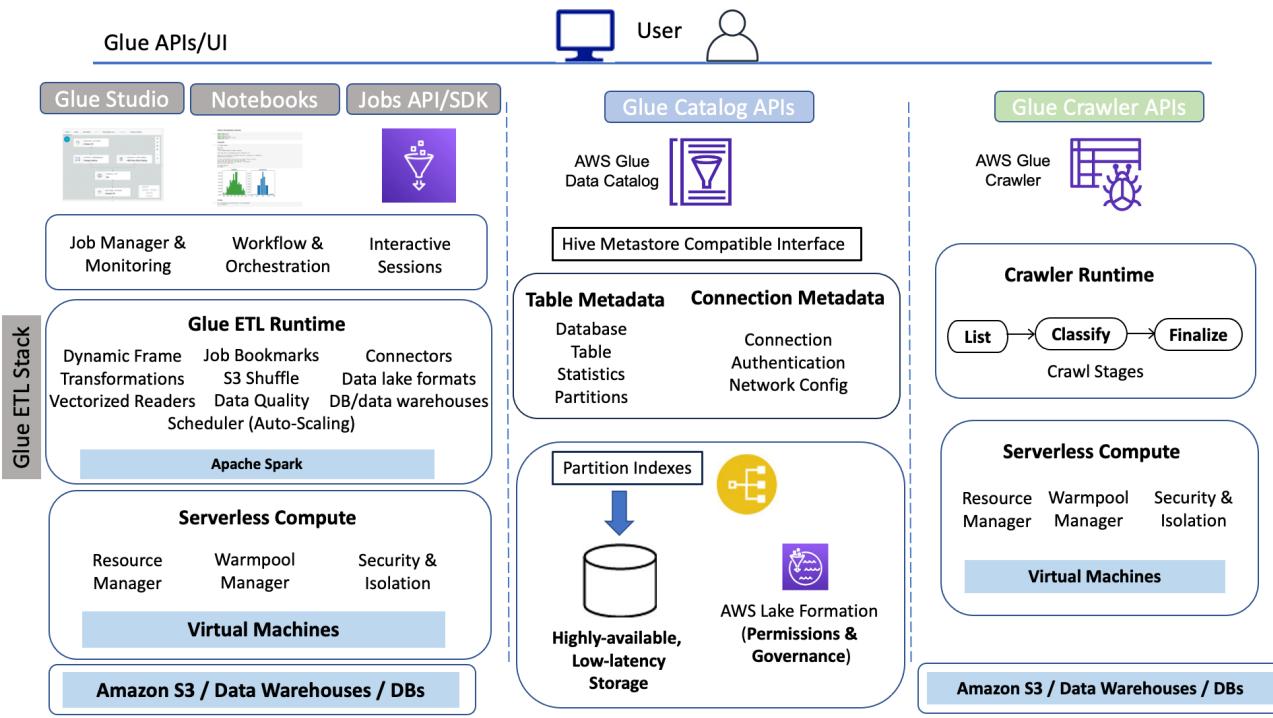 Glue APIs/UI
User
Glue Studio
Notebooks
Jobs API/SDK
Job Manager &
Monitoring
Workflow &
Orchestration
Interactive
Sessions
Glue ETL Stack
Glue ETL Runtime
Dynamic Frame
Transformations
Vectorized Readers
Job Bookmarks
S3 Shuffle
Data Quality
Connectors
Data lake formats
DB/data warehouses
Scheduler (Auto-Scaling)
Apache Spark
Serverless Compute
Resource
Manager
Warmpool
Manager
Security &
Isolation
Virtual Machines
Amazon S3 / Data Warehouses / DBs
Glue Catalog APIs
AWS Glue
Data Catalog
Hive Metastore Compatible Interface
Table Metadata
Database
Table
Statistics
Partitions
Connection Metadata
Connection
Authentication
Network Config
Partition Indexes
Highly-available,
Low-latency
Storage
AWS Lake Formation
(Permissions &
Governance)
Glue Crawler APIs
AWS Glue
Crawler
Crawler Runtime
List
Classify
Finalize
Crawl Stages
Serverless Compute
Resource
Manager
Warmpool
Manager
Security &
Isolation
Virtual Machines
Amazon S3 / Data Warehouses / DBs